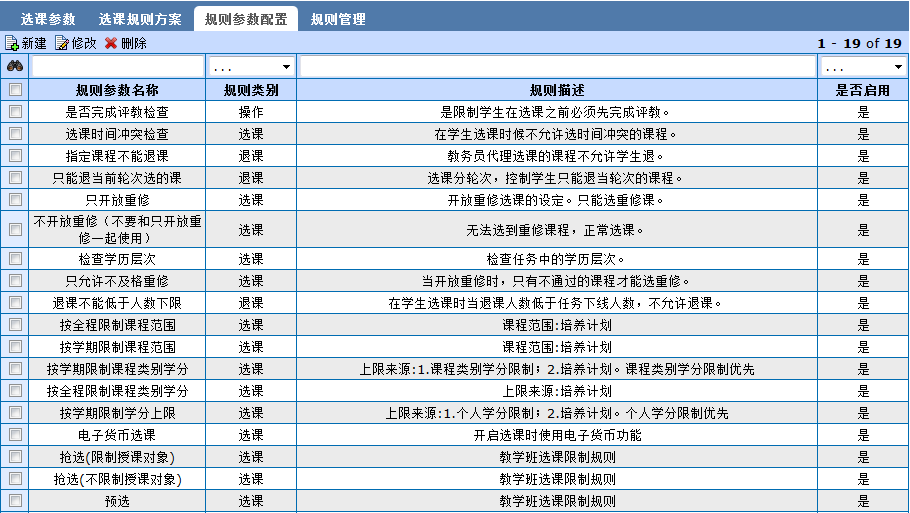 选课参数 选课规则方案 规则参数配置 规则管理
新建 修改 删除 1 - 19 of 19
... ...
规则参数名称 规则类别 规则描述 是否启用
是否完成评教检查 操作 是限制学生在选课之前必须先完成评教。 是
选课时间冲突检查 选课 在学生选课时候不允许选时间冲突的课程。 是
指定课程不能退课 退课 教务员代理选课的课程不允许学生退。 是
只能退当前轮次选的课 退课 选课分轮次，控制学生只能退当轮次的课程。 是
只开放重修 选课 开放重修选课的设定。只能选重修课。 是
不开放重修（不要和只开放重
修一起使用） 选课 无法选到重修课程，正常选课。 是
检查学历层次 选课 检查任务中的学历层次。 是
只允许不及格重修 选课 当开放重修时，只有不通过的课程才能选重修。 是
退课不能低于人数下限 退课 在学生选课时当退课人数低于任务下线人数，不允许退课。 是
按全程限制课程范围 选课 课程范围:培养计划 是
按学期限制课程范围 选课 课程范围:培养计划 是
按学期限制课程类别学分 选课 上限来源:1.课程类别学分限制；2.培养计划。课程类别学分限制优先 是
按全程限制课程类别学分 选课 上限来源:培养计划 是
按学期限制学分上限 选课 上限来源:1.个人学分限制；2.培养计划。个人学分限制优先 是
电子货币选课 选课 开启选课时使用电子货币功能 是
抢选(限制授课对象) 选课 教学班选课限制规则 是
抢选(不限制授课对象) 选课 教学班选课限制规则 是
预选 选课 教学班选课限制规则 是